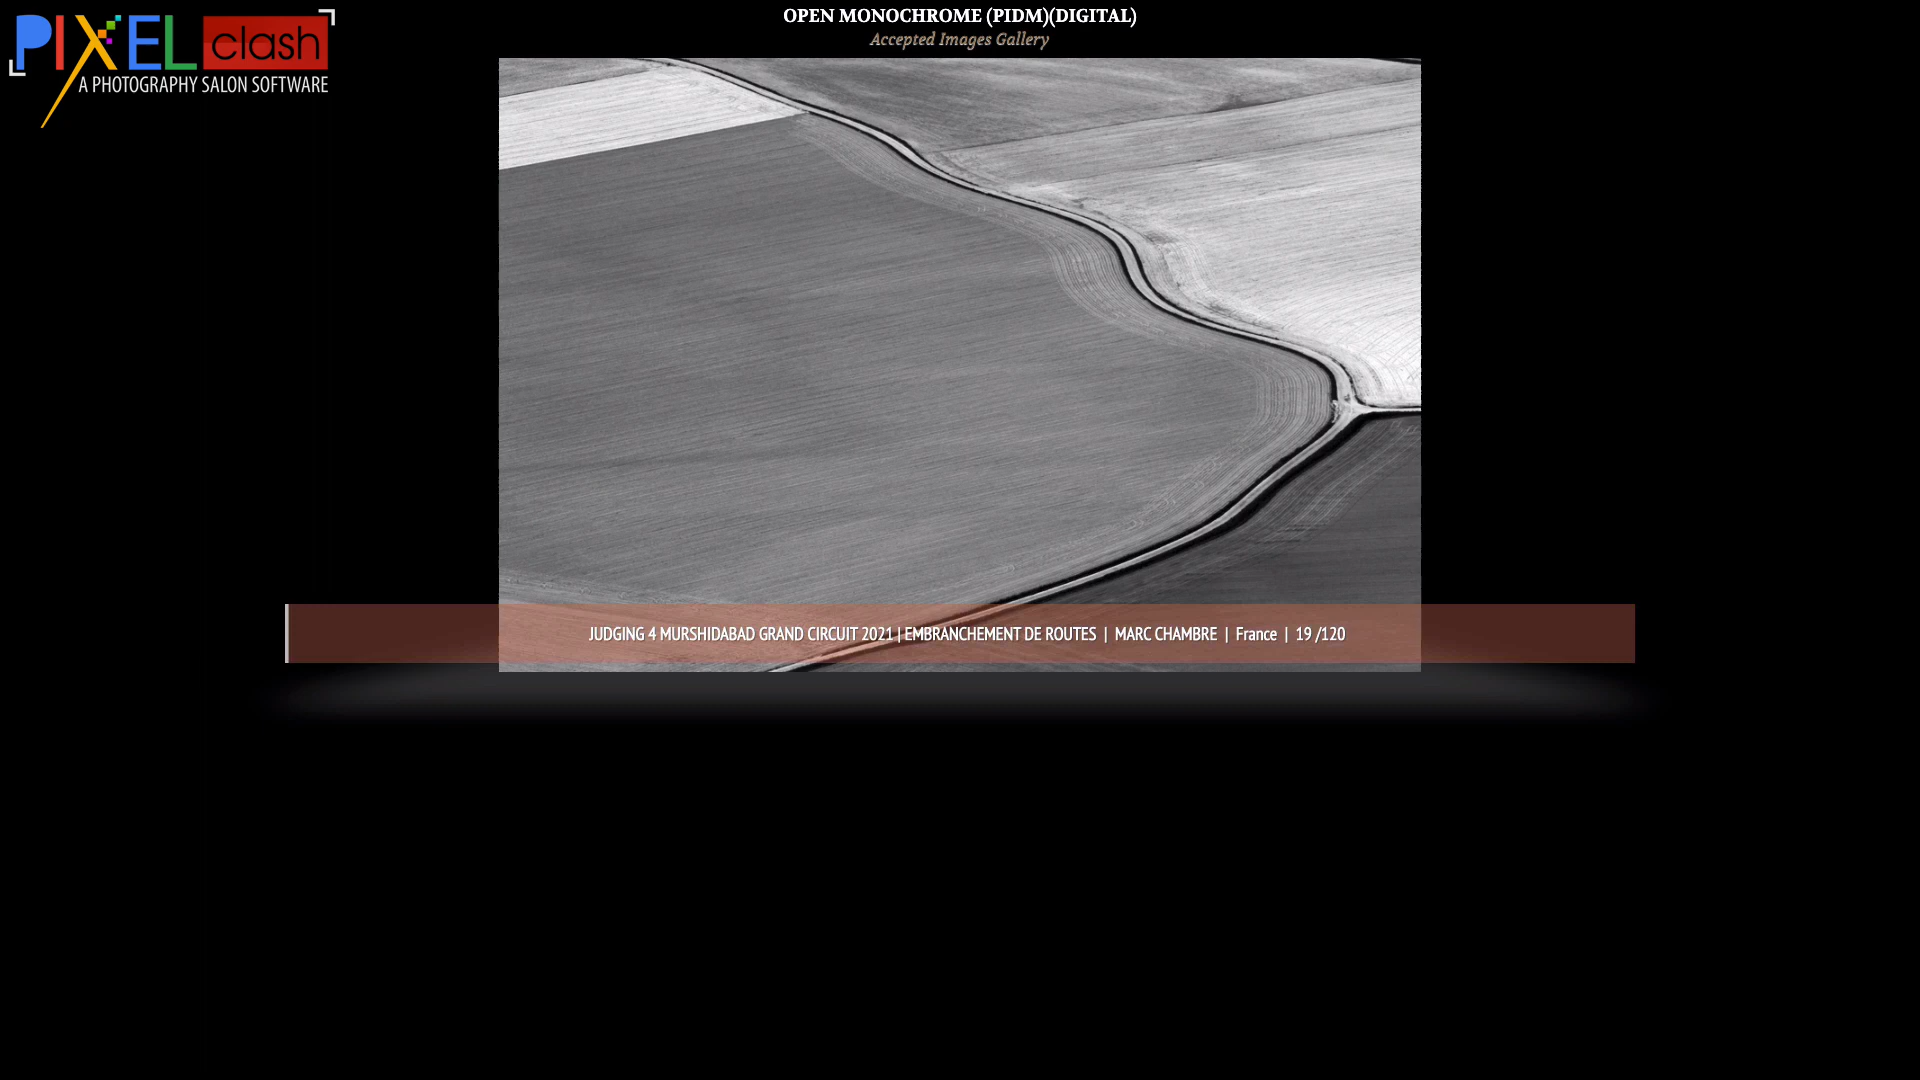 PIXEL clash
A PHOTOGRAPHY SALON SOFTWARE
OPEN MONOCHROME (PIDM)(DIGITAL)
Accepted Images Gallery
JUDGING 4 MURSHIDABAD GRAND CIRCUIT 2021 | EMBRANCHEMENT DE ROUTES | MARC CHAMBRE | France | 19 /120